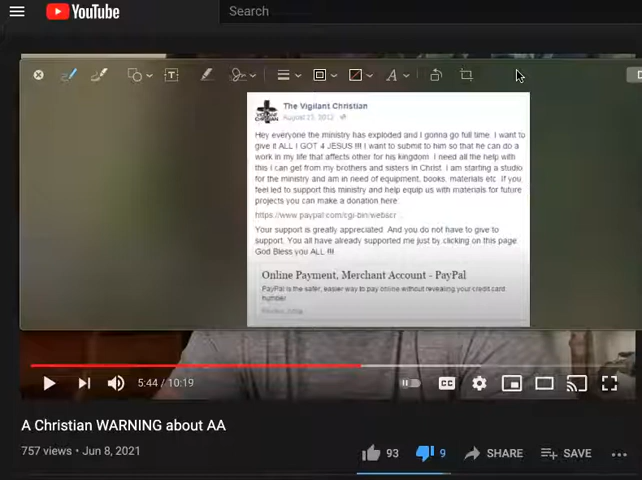 YouTube
Search
The Vigilant Christian
August 23, 2012
Hey everyone the ministry has exploded and I gonna go full time. I want to
give it ALL I GOT 4 JESUS !!! I want to submit to him so that he can do a
work in my life that affects other for his kingdom. I need all the help with
this I can get from my brothers and sisters in Christ. I am starting a studio
for the ministry and am in need of equipment, books, materials etc. If you
feel led to support this ministry and help equip us with materials for future
projects you can make a donation here.
https://www.paypal.com/cgi-bin/webscr...
Your support is greatly appreciated. And you do not have to give to
support. You all have already supported me just by clicking on this page.
God Bless you ALL !!!
Online Payment, Merchant Account - PayPal
PayPal is the safer, easier way to pay online without revealing your credit card
number.
5:44 / 10:19
CC
A Christian WARNING about AA
757 views • Jun 8, 2021
93
9
SHARE
SAVE